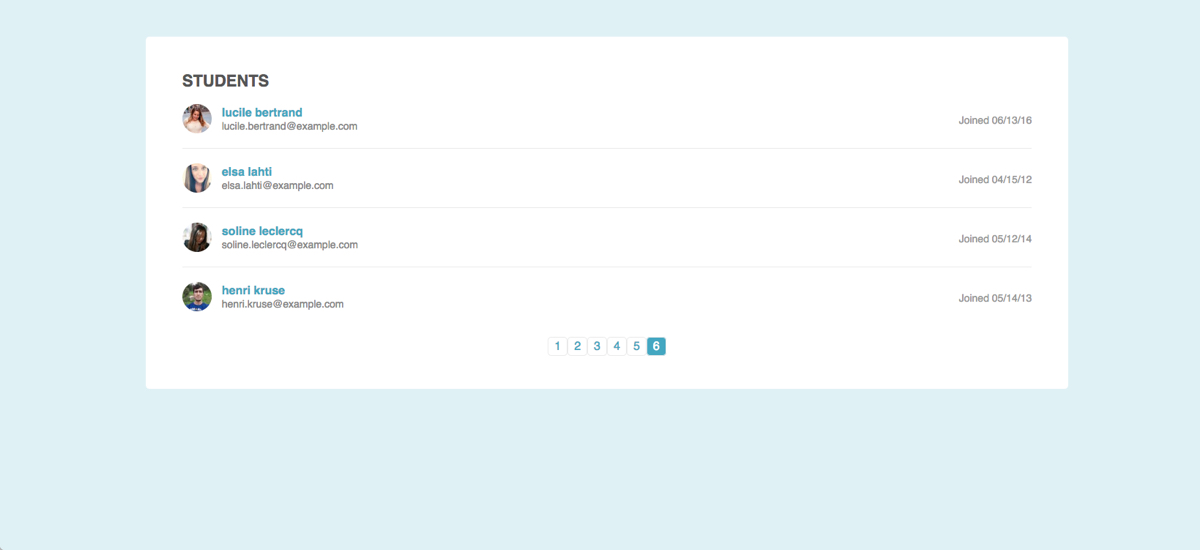 STUDENTS
lucile bertrand
lucile.bertrand@example.com
Joined 06/13/16
elsa lahti
elsa.lahti@example.com
Joined 04/15/12
soline leclercq
soline.leclercq@example.com
Joined 05/12/14
henri kruse
henri.kruse@example.com
Joined 05/14/13
1 2 3 4 5 6